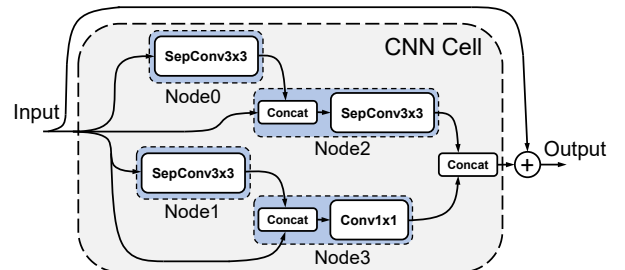 CNN Cell
SepConv3x3
Node0
Input
Concat
SepConv3x3
Node2
SepConv3x3
Node1
Concat
Output
+
Concat
Conv1x1
Node3